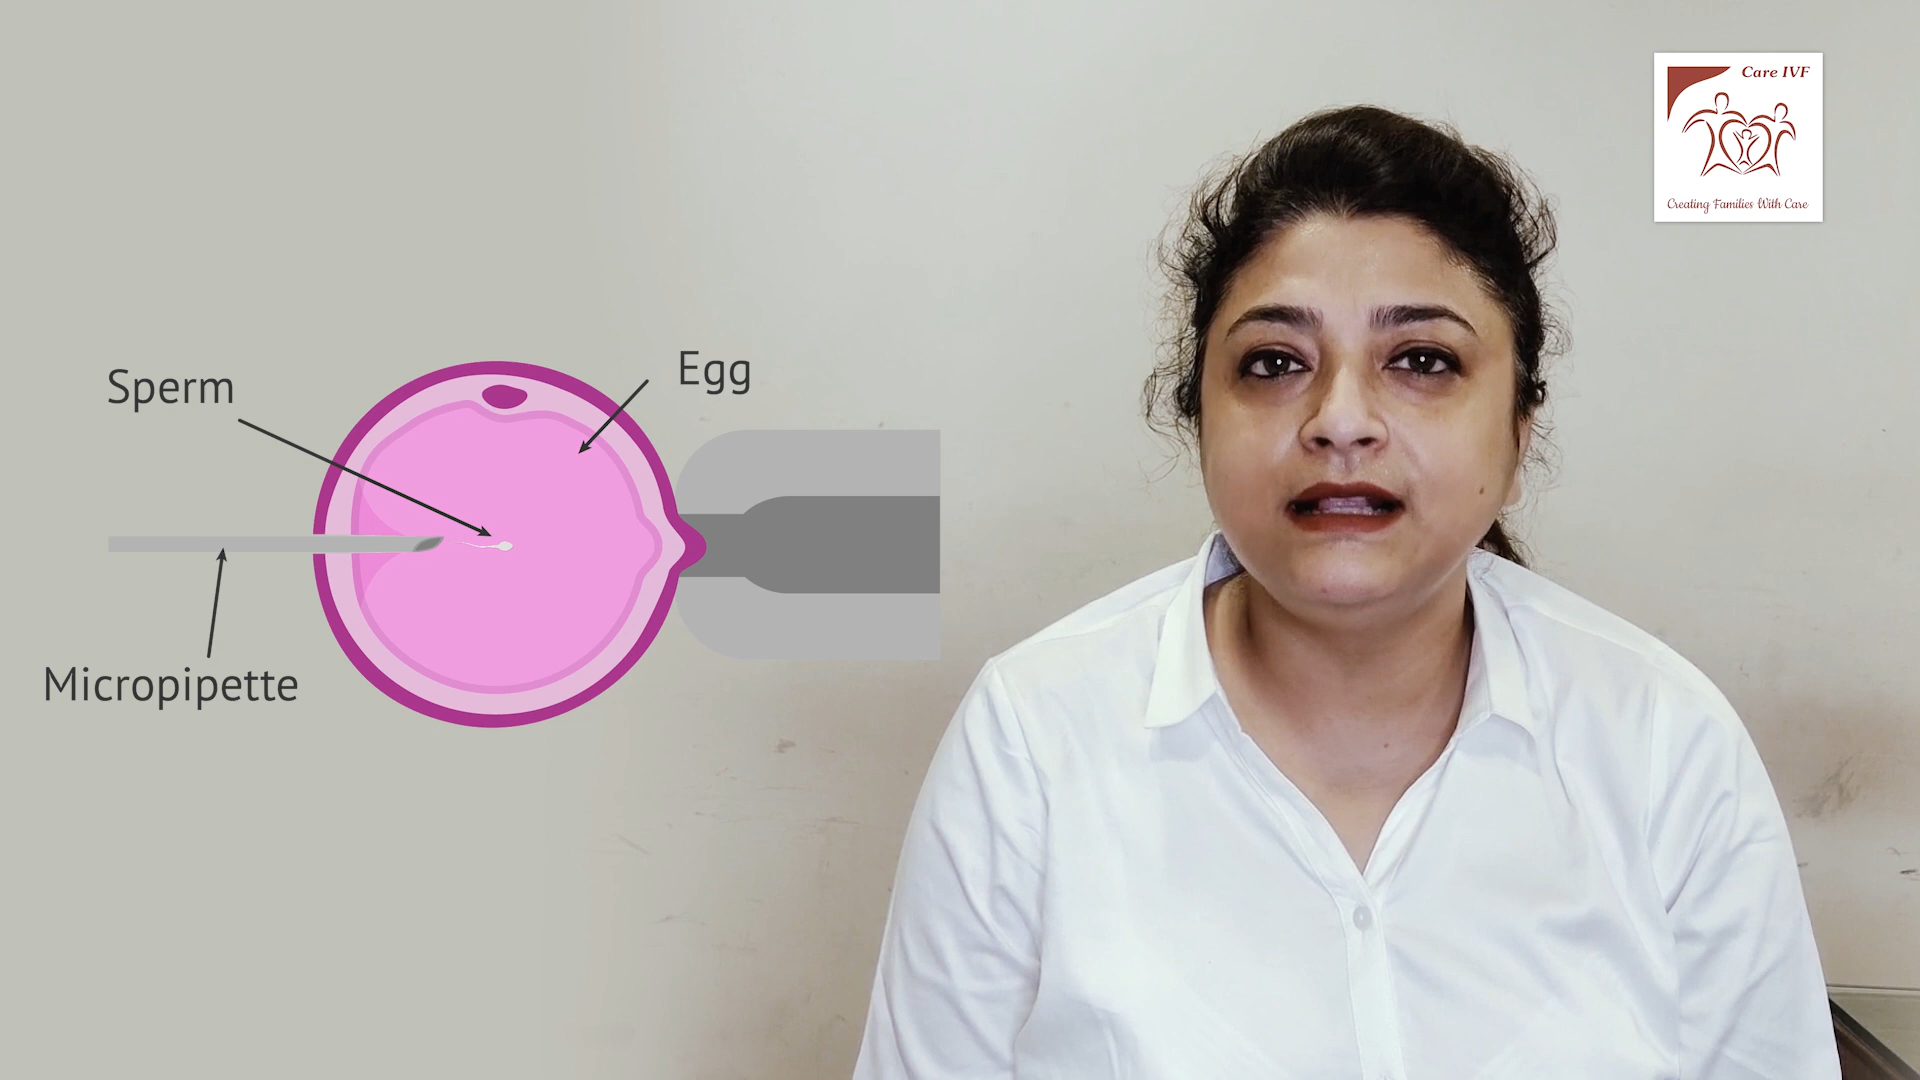 Care IVF
Creating Families With Care
Sperm
Egg
Micropipette